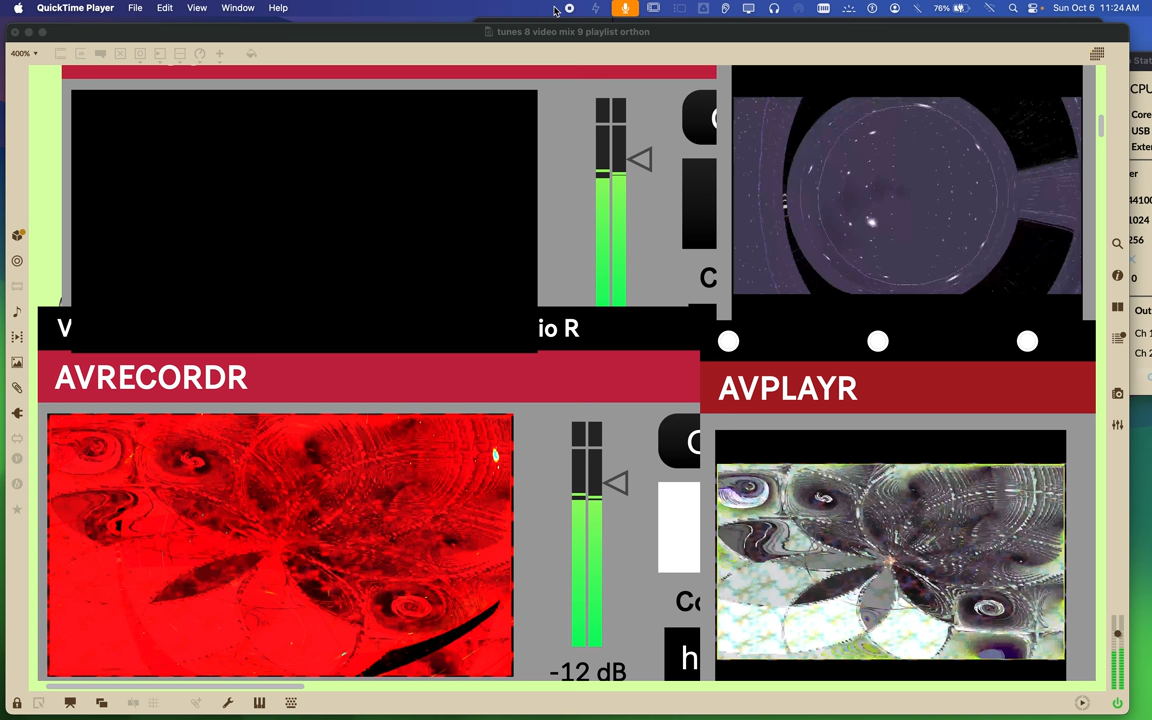 QuickTime Player File Edit View Window Help 76% Sun Oct 6 11:24 AM
tunes 8 video mix 9 playlist orthon
Stat
400%
CPU
Core
USB
Exter
er
44100
1024
256
0
Out
Ch 1
Ch 2
C
C
V
io R
AVRECORDR
AVPLAYR
C
Co
h
-12 dB